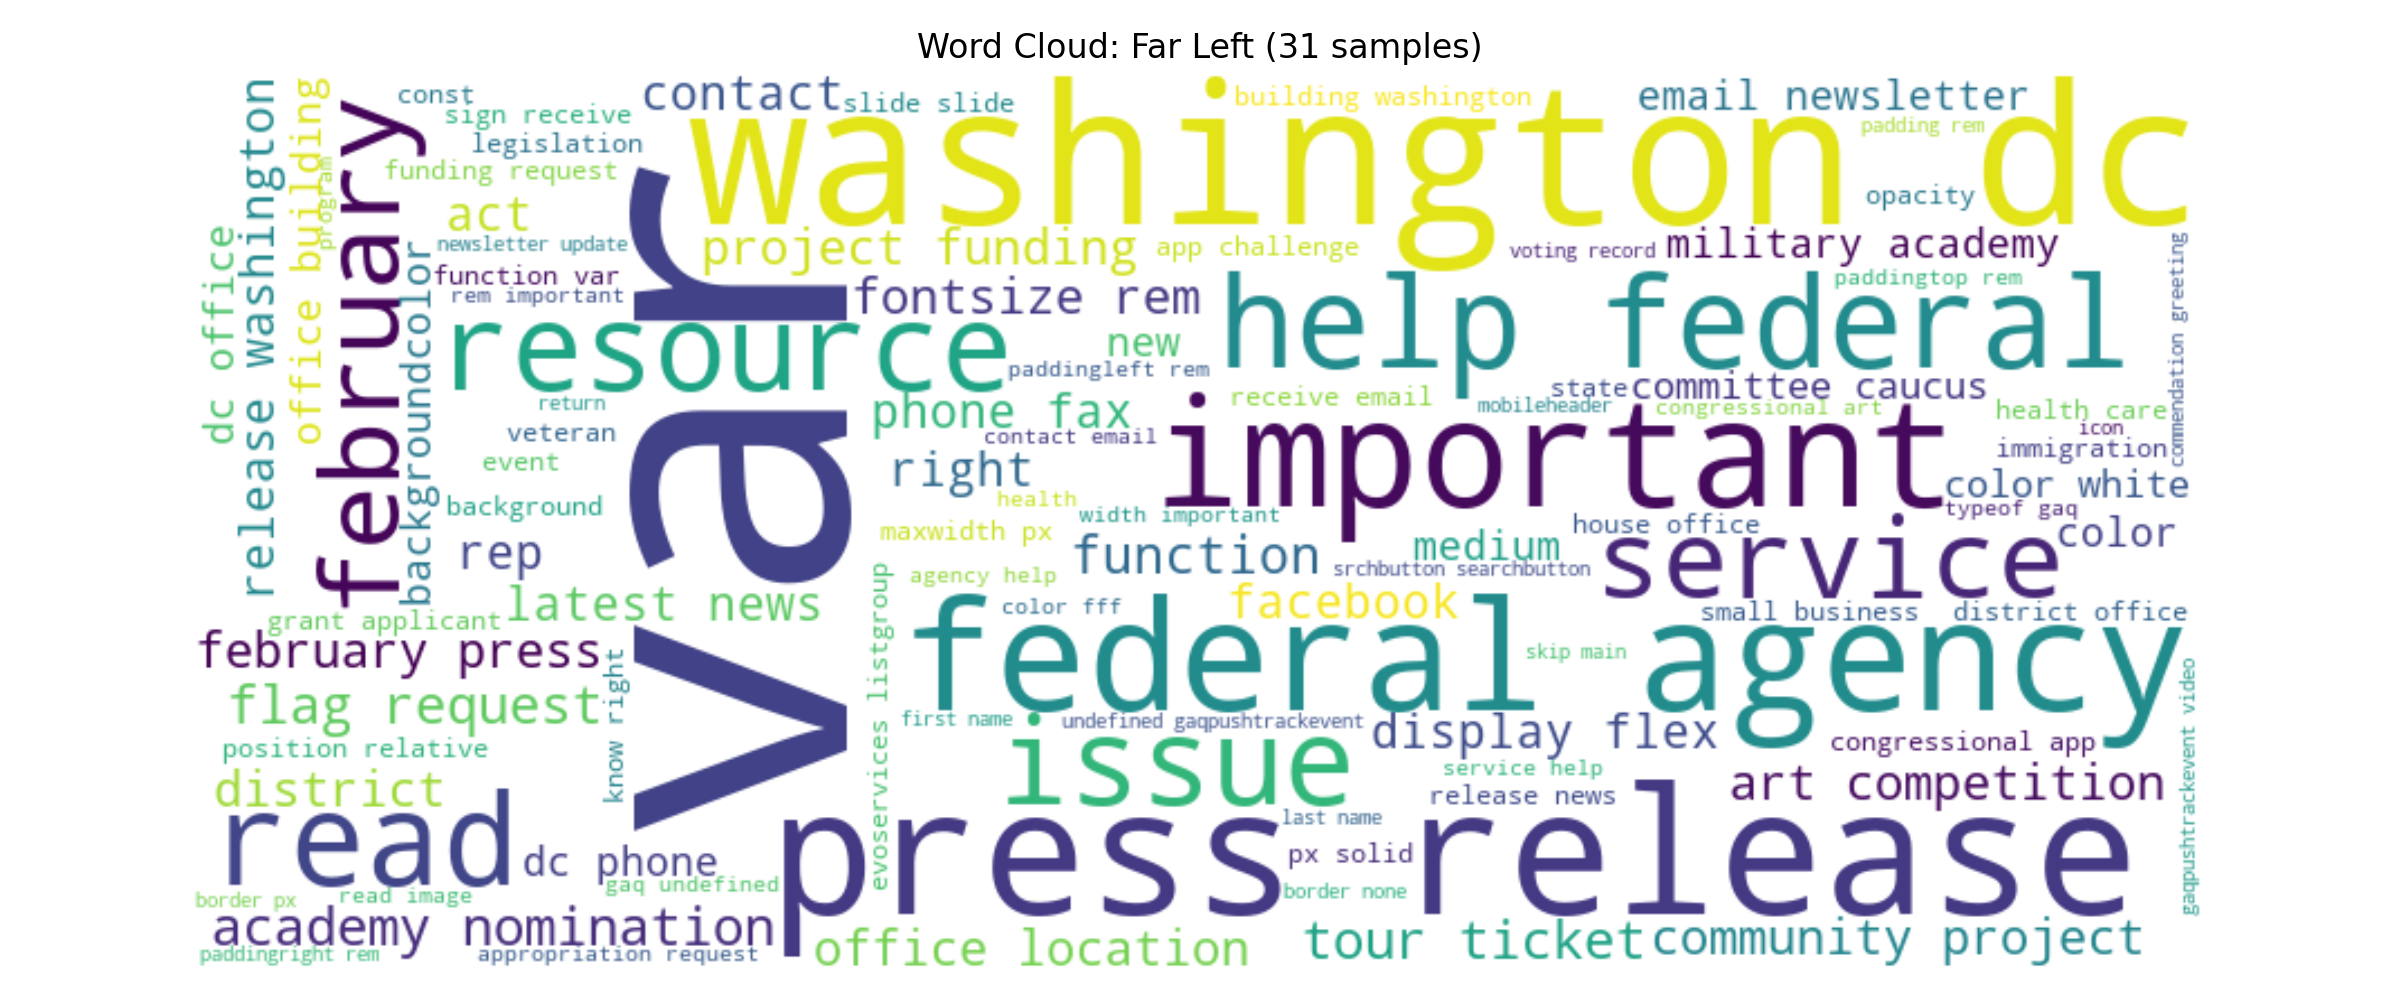 Word Cloud: Far Left (31 samples)
const
contact
slide slide
building washington
email newsletter
sign receive
washington dc
padding rem
legislation
funding request
opacity
act
newsletter update
project funding
app challenge
voting record
military academy
function var
rem important
fontsize rem
help federal
paddingtop rem
resource
new
paddingleft rem
state
committee caucus
return
phone fax
receive email
mobileheader
congressional art
health care
icon
veteran
contact email
important
immigration
event
right
color white
background
health
width important
typeof gaq
rep
maxwidth px
function
medium
house office
service
color
srchbutton searchbutton
agency help
latest news
color fff
facebook
small business
district office
grant applicant
february press
federal agency
skip main
flag request
first name
undefined gaqpushtrackevent
display flex
congressional app
position relative
issue
service help
district
release news
art competition
read
last name
press release
dc phone
px solid
gaq undefined
border none
border px
read image
academy nomination
office location
tour ticket
community project
paddingright rem
appropriation request
dc office
release washington
office building
program
february
backgroundcolor
know right
var
evoservices listgroup
commendation greeting
gaqpushtrackevent video